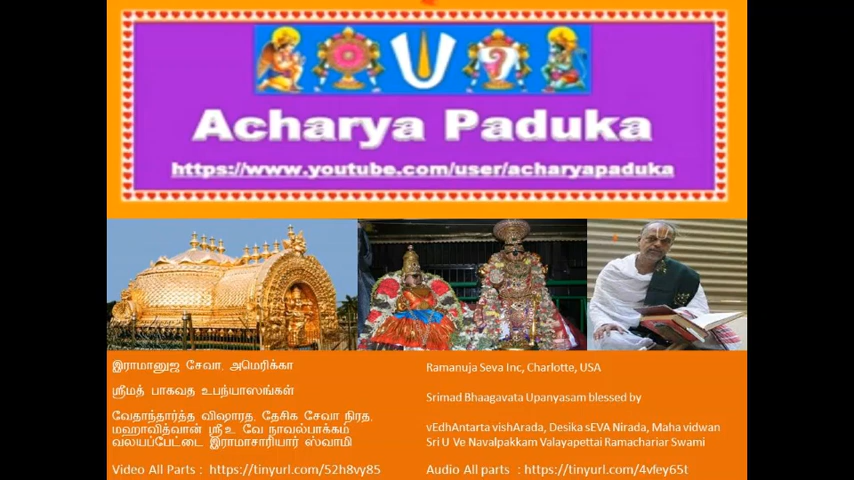 Acharya Paduka
https://www.youtube.com/user/acharyapaduka
இராமானுஜ சேவா, அமெரிக்கா
ஸ்ரீமத் பாகவத உபந்யாஸங்கள்
வேதாந்தார்த்த விஷாரத, தேசிக சேவா நிரத,
மஹாவித்வான் ஸ்ரீ உ வே நாவல்பாக்கம்
வலயப்பேட்டை இராமாசாரியார் ஸ்வாமி
Video All Parts : https://tinyurl.com/52h8vy85
Ramanuja Seva Inc, Charlotte, USA
Srimad Bhaagavata Upanyasam blessed by
vEdhAntarta vishArada, Desika sEVA Nirada, Maha vidwan
Sri U Ve Navalpakkam Valayapettai Ramachariar Swami
Audio All parts : https://tinyurl.com/4vfey65t